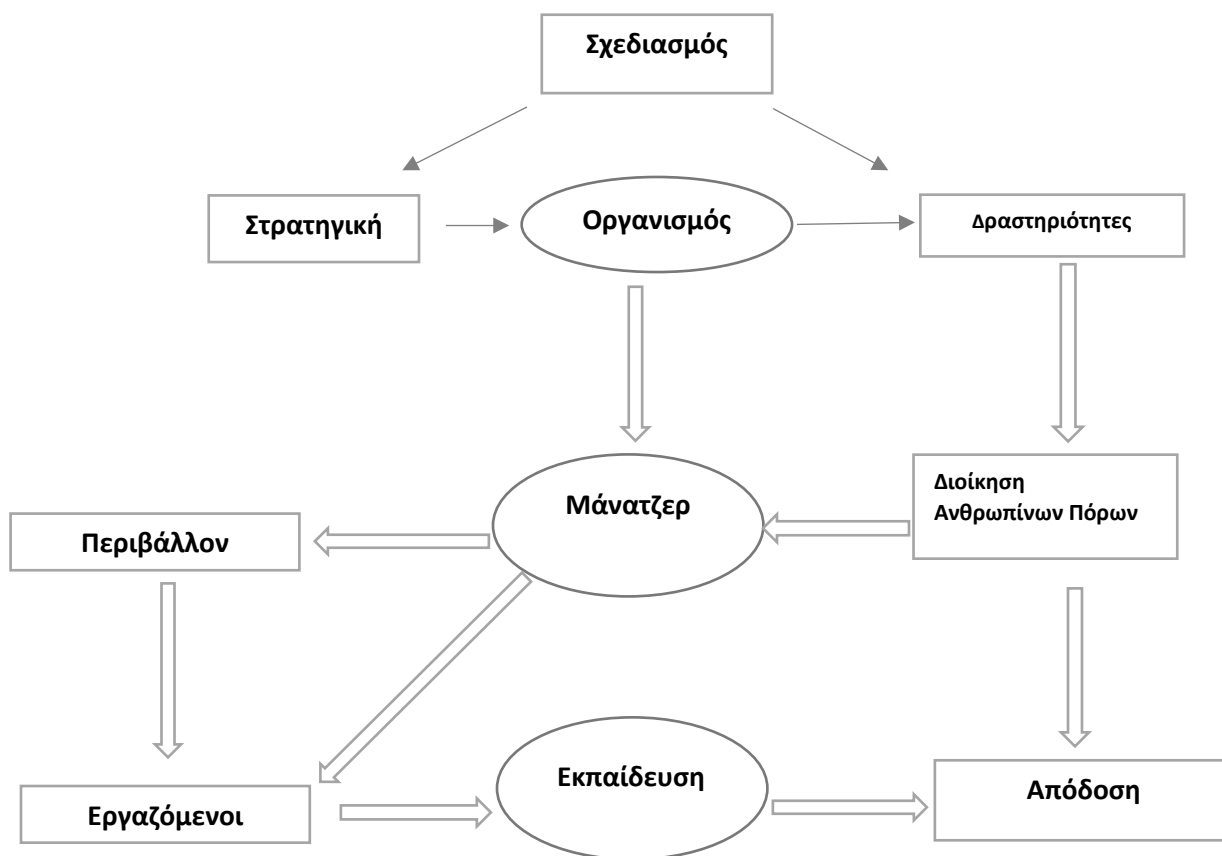 Σχεδιασμός
Στρατηγική
Οργανισμός
Δραστηριότητες
Μάνατζερ
Διοίκηση
Ανθρωπίνων Πόρων
Περιβάλλον
Εκπαίδευση
Απόδοση
Εργαζόμενοι